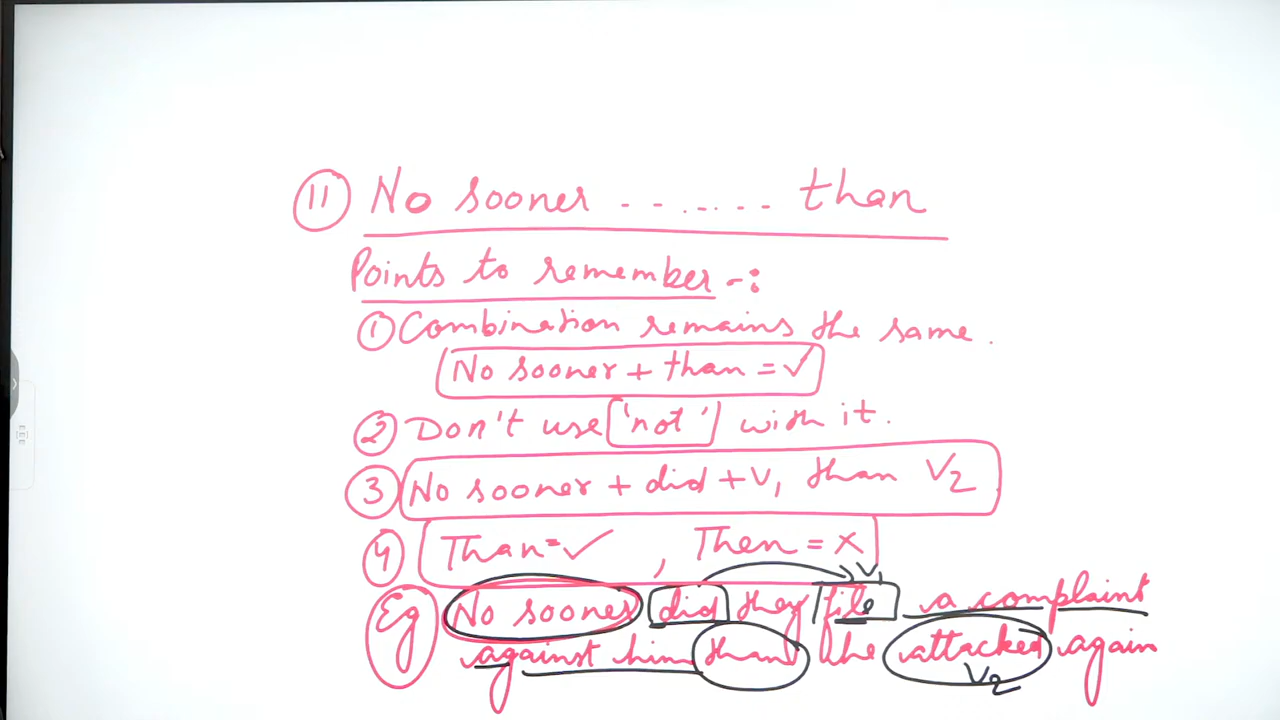 11 No sooner ........ than
Points to remember -:
1 Combination remains the same.
No sooner + than = ✓
2 Don't use 'not' with it.
3 No sooner + did + V1 than V2
4 Than = ✓, Then = ×
V1
Eg No sooner did they file a complaint
against him than he attacked again
V2